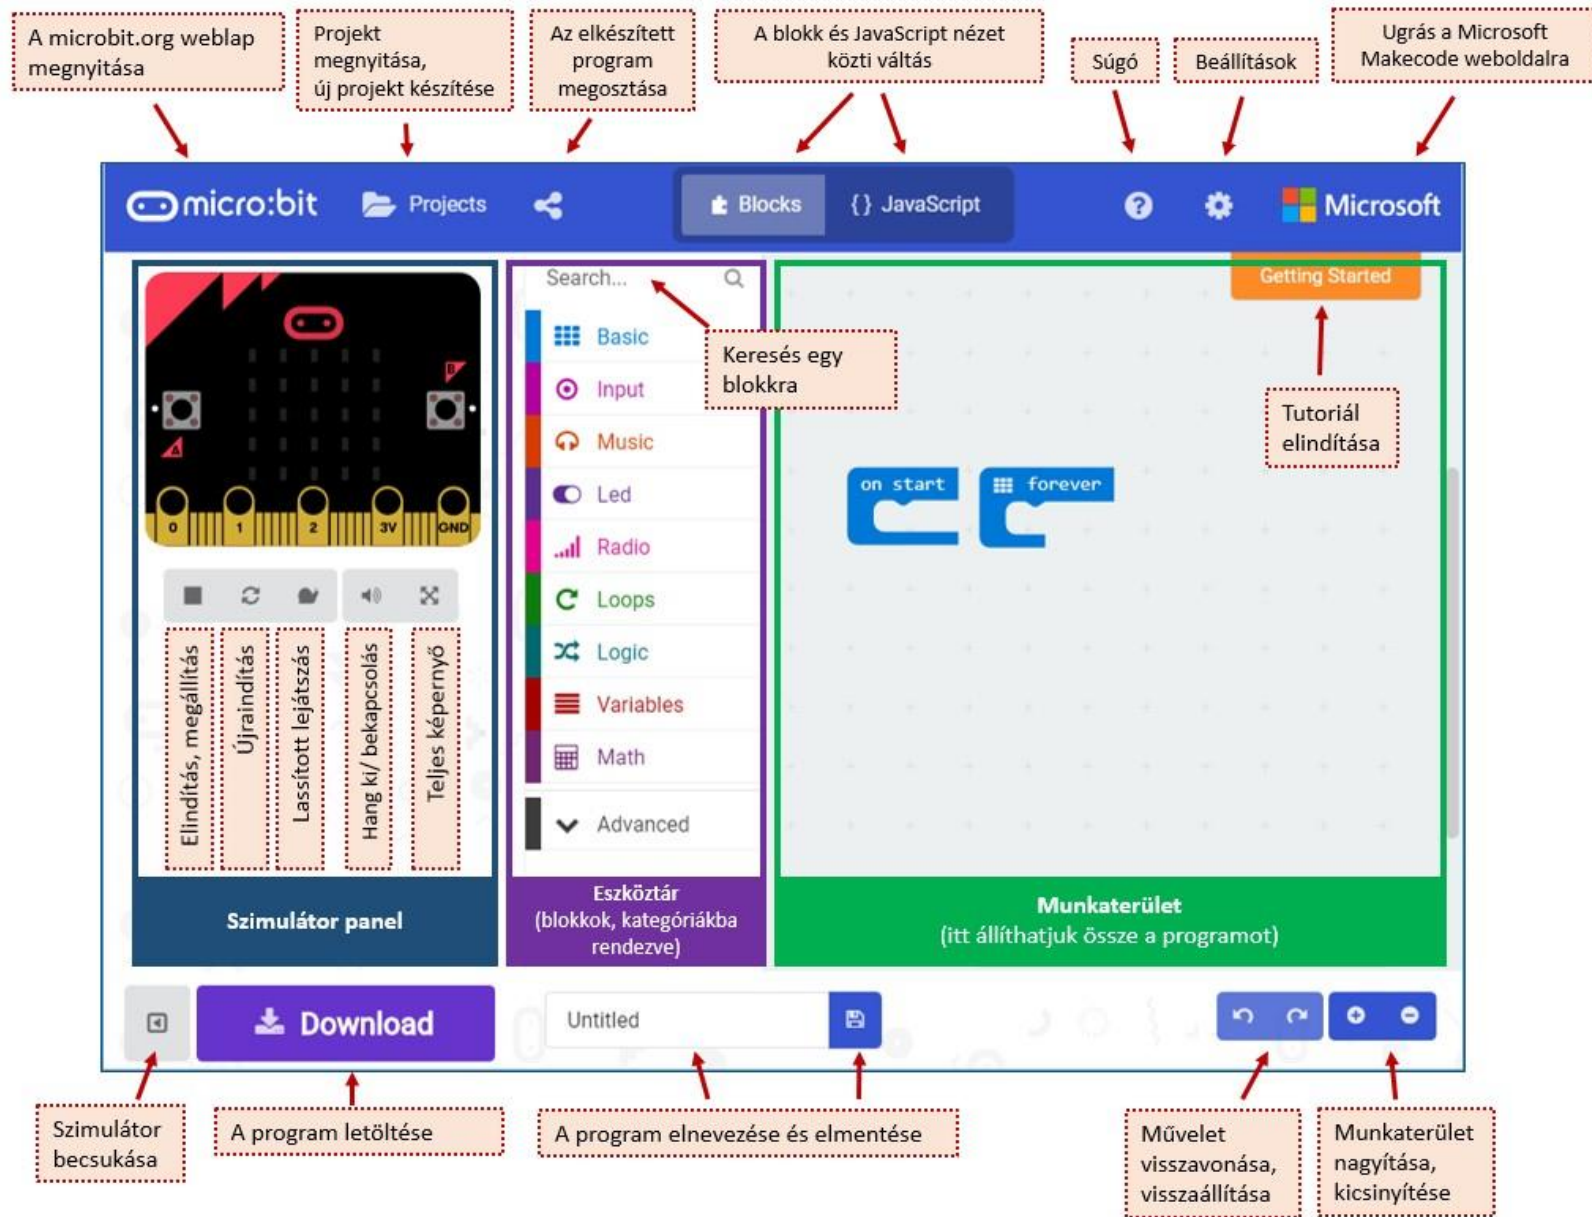 A microbit.org weblap
megnyitása
Projekt
megnyitása,
új projekt készítése
Az elkészített
program
megosztása
A blokk és JavaScript nézet
közti váltás
Súgó
Beállítások
Ugrás a Microsoft
Makecode weboldalra
micro:bit
Projects
Blocks
{} JavaScript
?
Microsoft
Search...
Getting Started
Basic
Input
Music
Led
Radio
Loops
Logic
Variables
Math
Advanced
Keresés egy
blokkra
Tutoriál
elindítása
on start
forever
A
B
0
1
2
3V
GND
Elindítás, megállítás
Újraindítás
Lassított lejátszás
Hang ki/ bekapcsolás
Teljes képernyő
Szimulátor panel
Eszköztár
(blokkok, kategóriákba
rendezve)
Munkaterület
(itt állíthatjuk össze a programot)
Download
Untitled
Szimulátor
becsukása
A program letöltése
A program elnevezése és elmentése
Művelet
visszavonása,
visszaállítása
Munkaterület
nagyítása,
kicsinyítése